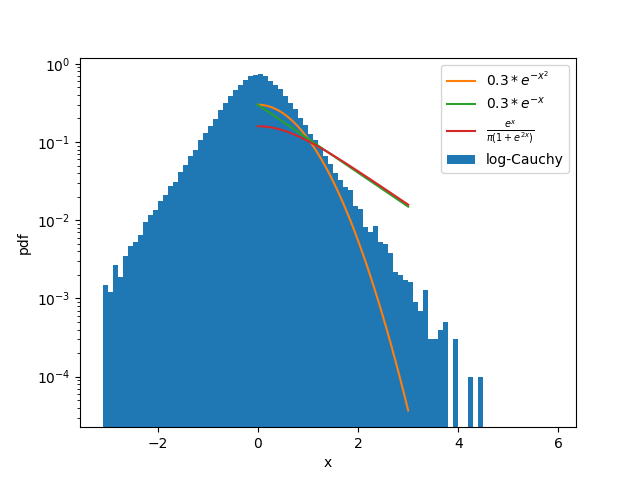 10⁰
10⁻¹
10⁻²
10⁻³
10⁻⁴
pdf
0.3 * e^{-x²}
0.3 * e^{-x}
e^x / π(1 + e^{2x})
log-Cauchy
−2 0 2 4 6
x